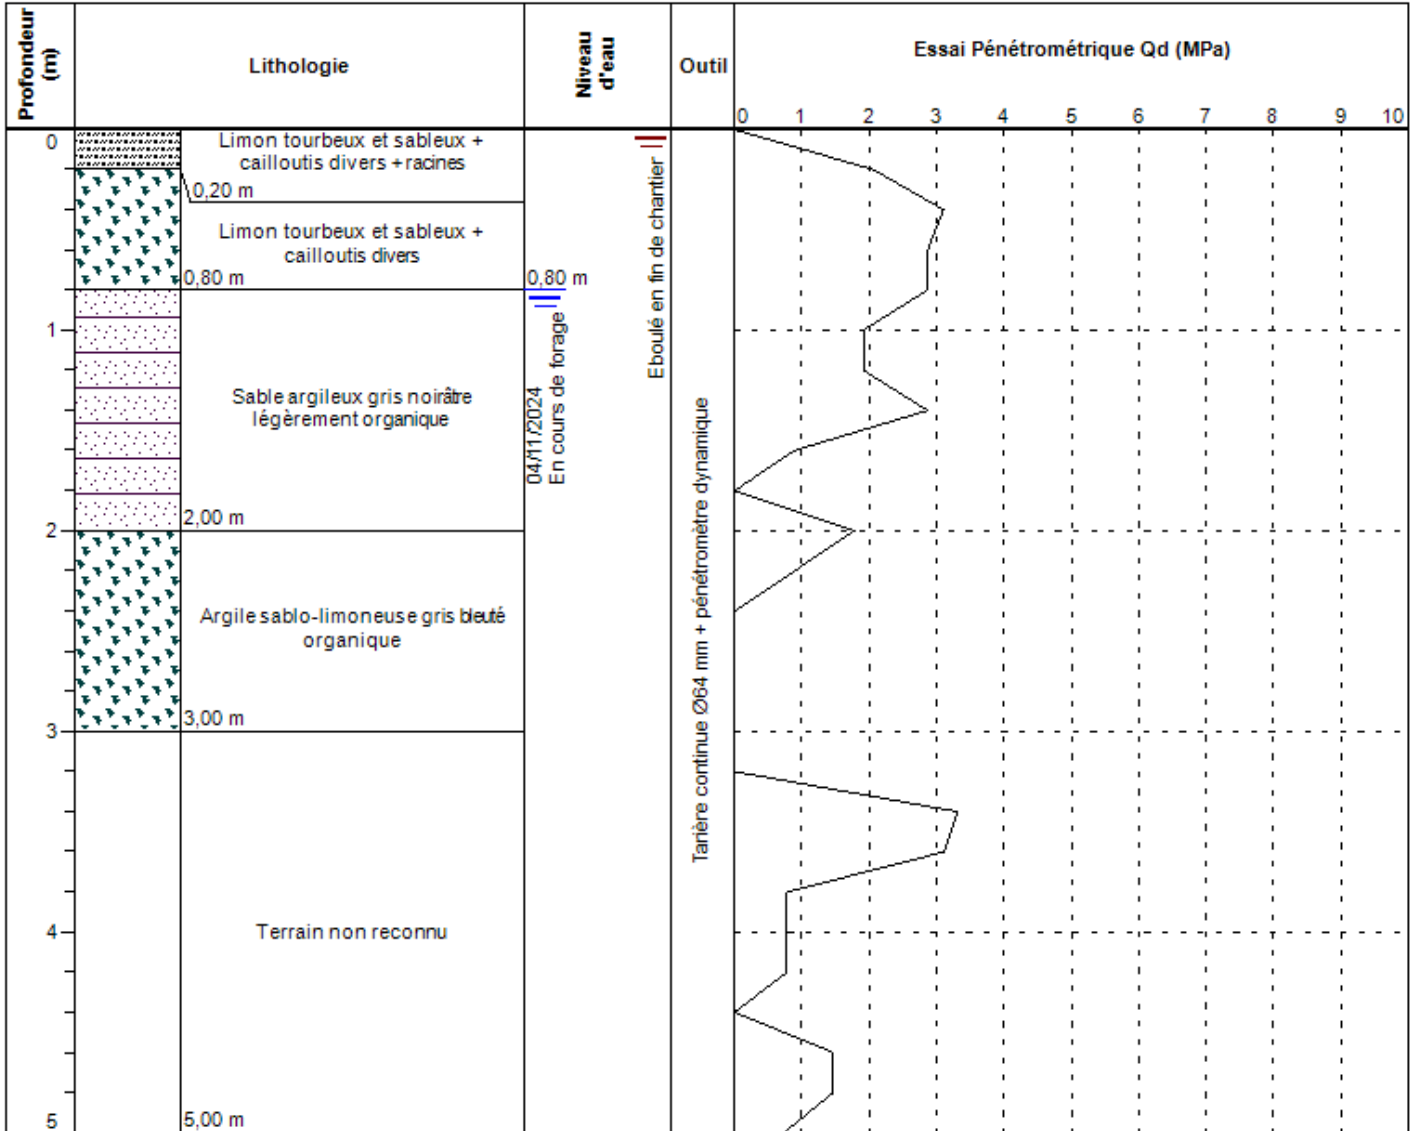 Profondeur
(m)
Lithologie
Niveau
d'eau
Outil
Essai Pénétrométrique Qd (MPa)
0 1 2 3 4 5 6 7 8 9 10
0
Limon tourbeux et sableux +
cailloutis divers + racines
0,20 m
Limon tourbeux et sableux +
cailloutis divers
0,80 m
0,80 m
04/11/2024
En cours de forage
Eboulé en fin de chantier
Tarière continue Ø64 mm + pénétromètre dynamique
1
Sable argileux gris noirâtre
légèrement organique
2,00 m
2
Argile sablo-limoneuse gris bleuté
organique
3,00 m
3
Terrain non reconnu
4
5,00 m
5